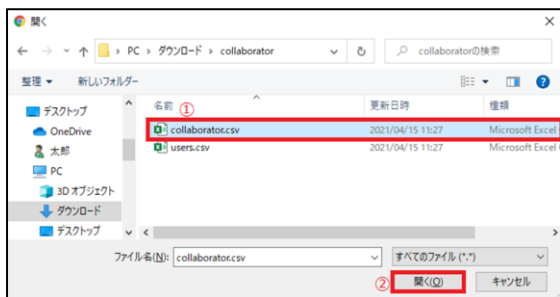 開く
PC > ダウンロード > collaborator
collaboratorの検索
整理 新しいフォルダー
名前 ① 更新日時 種類
デスクトップ
collaborator.csv 2021/04/15 11:27 Microsoft Excel
OneDrive
users.csv 2021/04/15 11:27 Microsoft Excel
太郎
PC
3D オブジェクト
ダウンロード
デスクトップ
ファイル名(N): collaborator.csv すべてのファイル (*.*)
② 開く(O) キャンセル